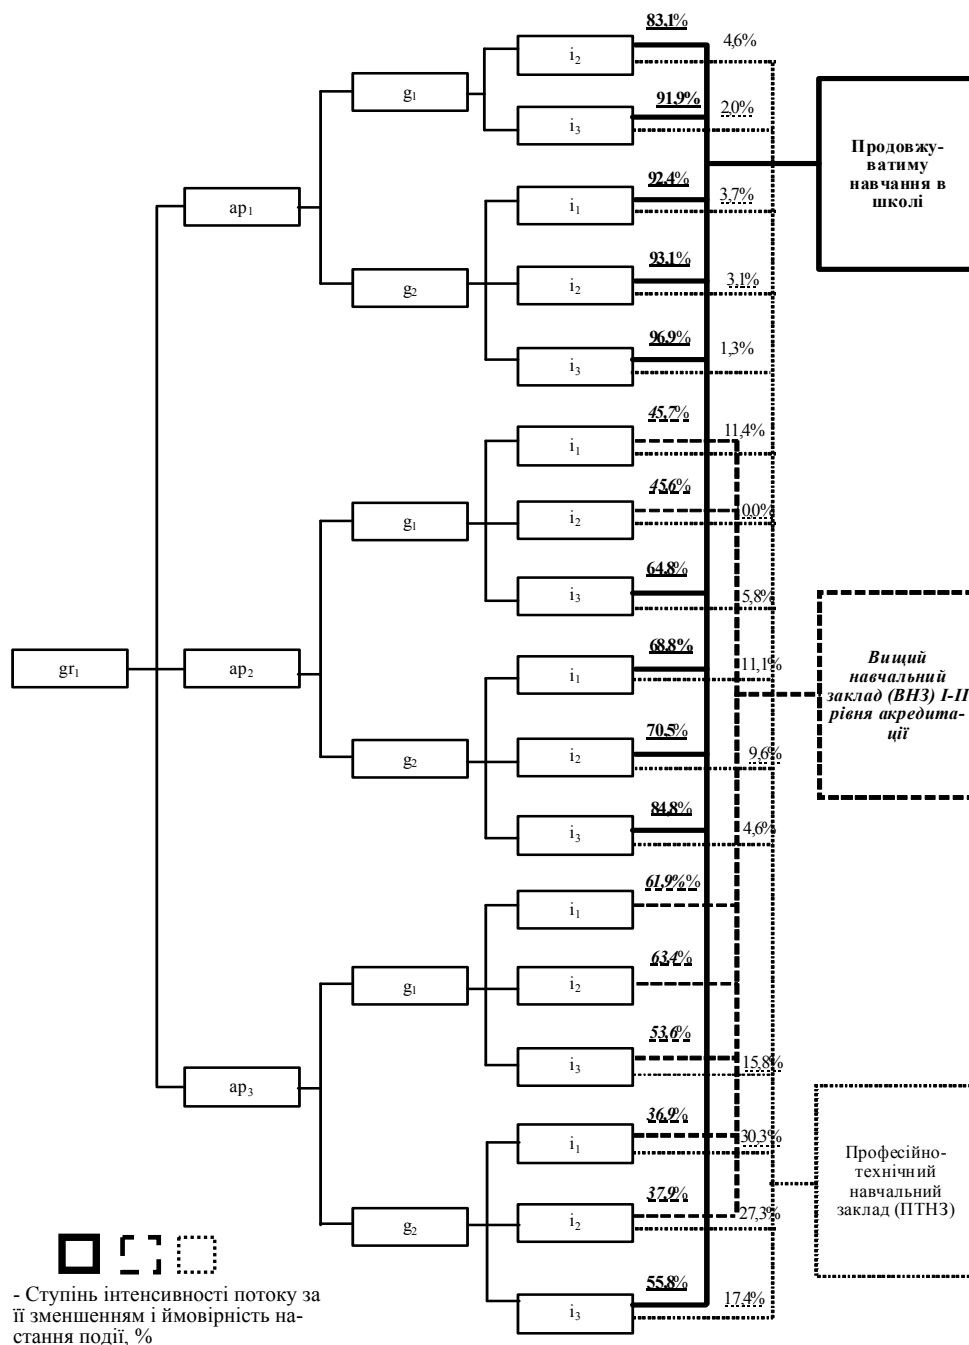 83,1%
4,6%
i₂
g₁
91,9%
2,0%
i₃
Продовжу-
ватиму
навчання в
школі
92,4%
3,7%
i₁
ap₁
93,1%
3,1%
g₂
i₂
96,9%
1,3%
i₃
45,7%
11,4%
i₁
45,6%
0,0%
g₁
i₂
64,8%
5,8%
i₃
68,8%
11,1%
gr₁
ap₂
i₁
Вищий
навчальний
заклад (ВНЗ) І-ІІ
рівня акредита-
ції
70,5%
9,6%
g₂
i₂
84,8%
4,6%
i₃
61,9%%
i₁
63,4%
g₁
i₂
53,6%
15,8%
i₃
ap₃
36,9%
30,3%
i₁
Професійно-
технічний
навчальний
заклад (ПТНЗ)
37,9%
27,3%
g₂
i₂
55,8%
17,4%
i₃
- Ступінь інтенсивності потоку за
її зменшенням і ймовірність на-
стання події, %